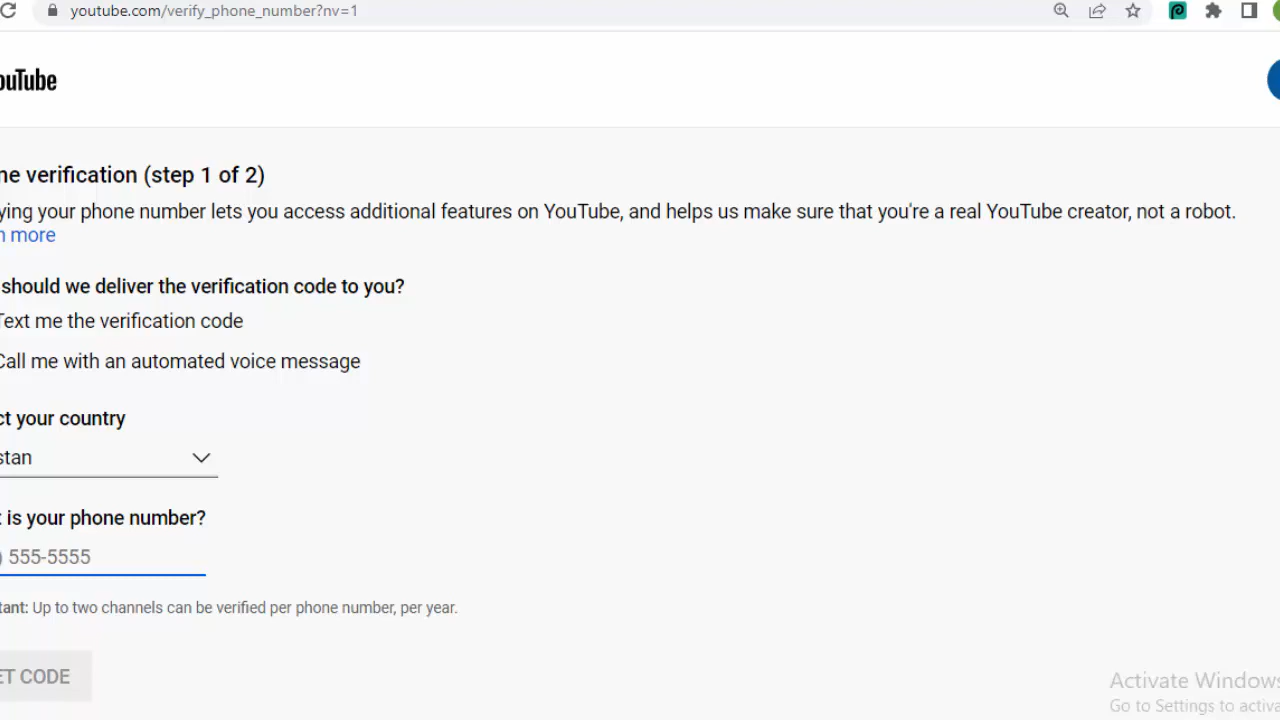 youtube.com/verify_phone_number?nv=1
ouTube
ne verification (step 1 of 2)
ying your phone number lets you access additional features on YouTube, and helps us make sure that you're a real YouTube creator, not a robot.
n more
should we deliver the verification code to you?
Text me the verification code
Call me with an automated voice message
ct your country
stan
t is your phone number?
) 555-5555
tant: Up to two channels can be verified per phone number, per year.
ET CODE
Activate Windows
Go to Settings to activa